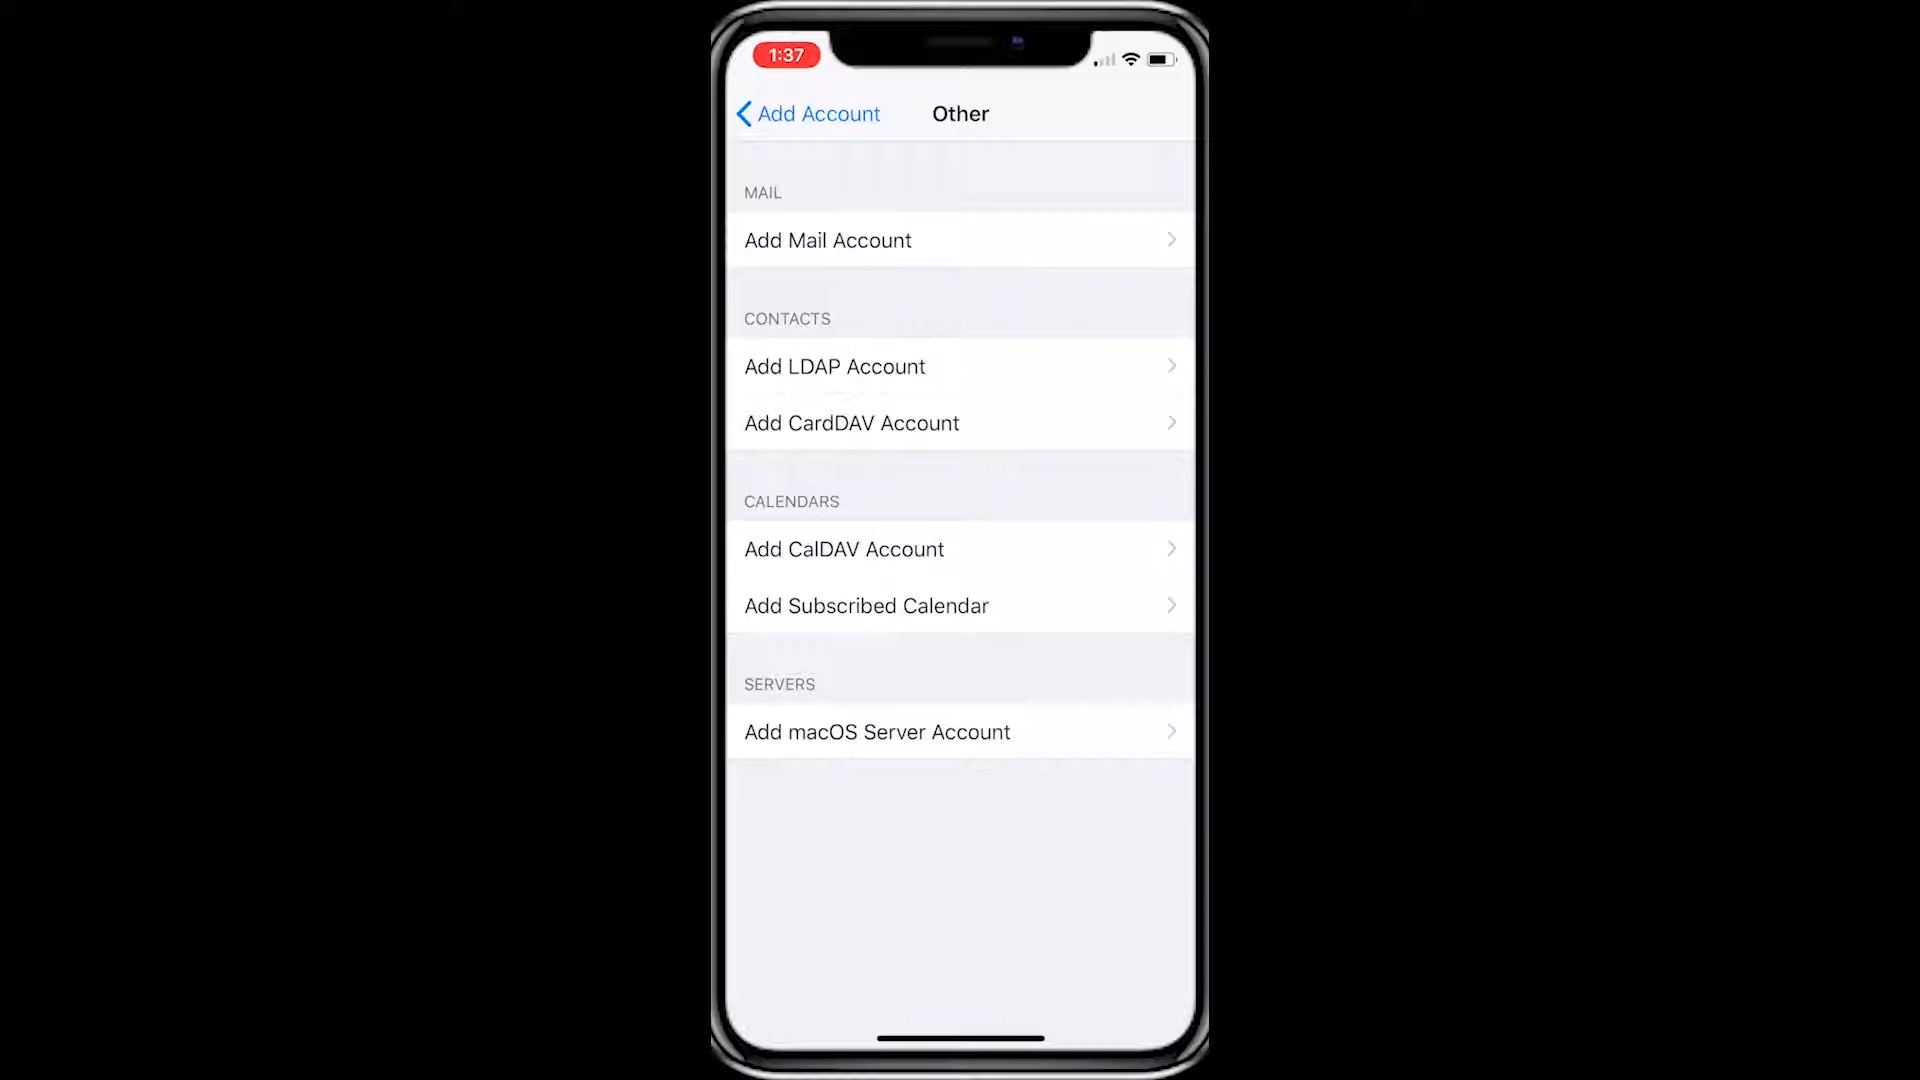 1:37
Add Account
Other
MAIL
Add Mail Account
CONTACTS
Add LDAP Account
Add CardDAV Account
CALENDARS
Add CalDAV Account
Add Subscribed Calendar
SERVERS
Add macOS Server Account